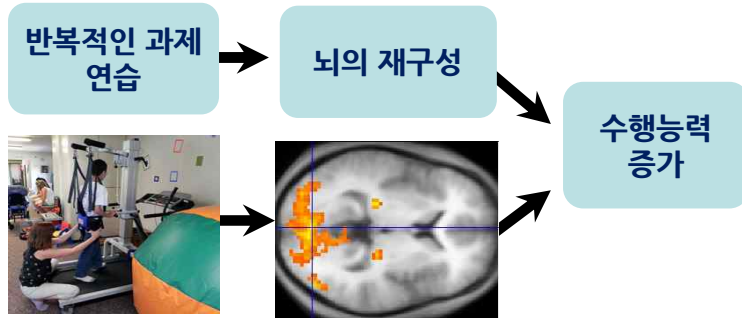 반복적인 과제
연습
뇌의 재구성
수행능력
증가